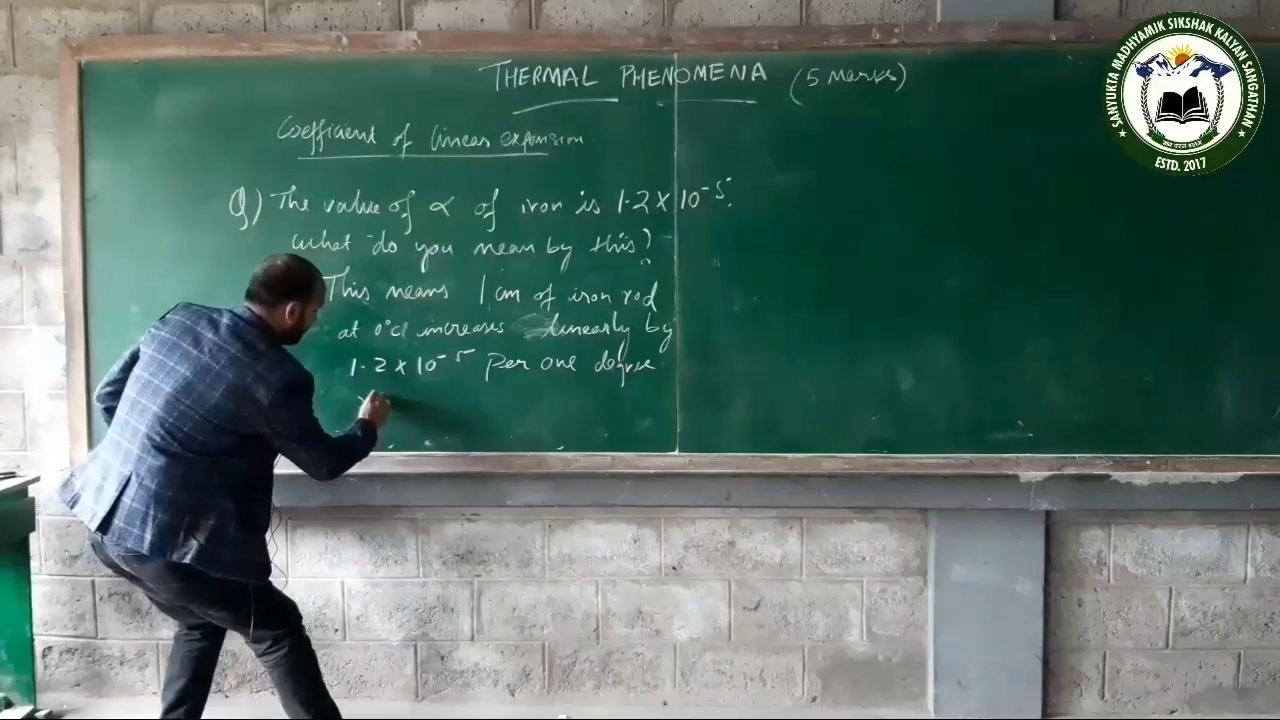 THERMAL PHENOMENA (5 Marks)
Coefficient of linear expansion.
Q) The value of α of iron is 1.2 X 10⁻⁵.
What do you mean by this?
This means 1 cm of iron rod
at 0°C increases linearly by
1.2 x 10⁻⁵ per one degree
SANYUKTA MADHYAMIK SIKSHAK KALYAN SANGATHAN
ESTD. 2017